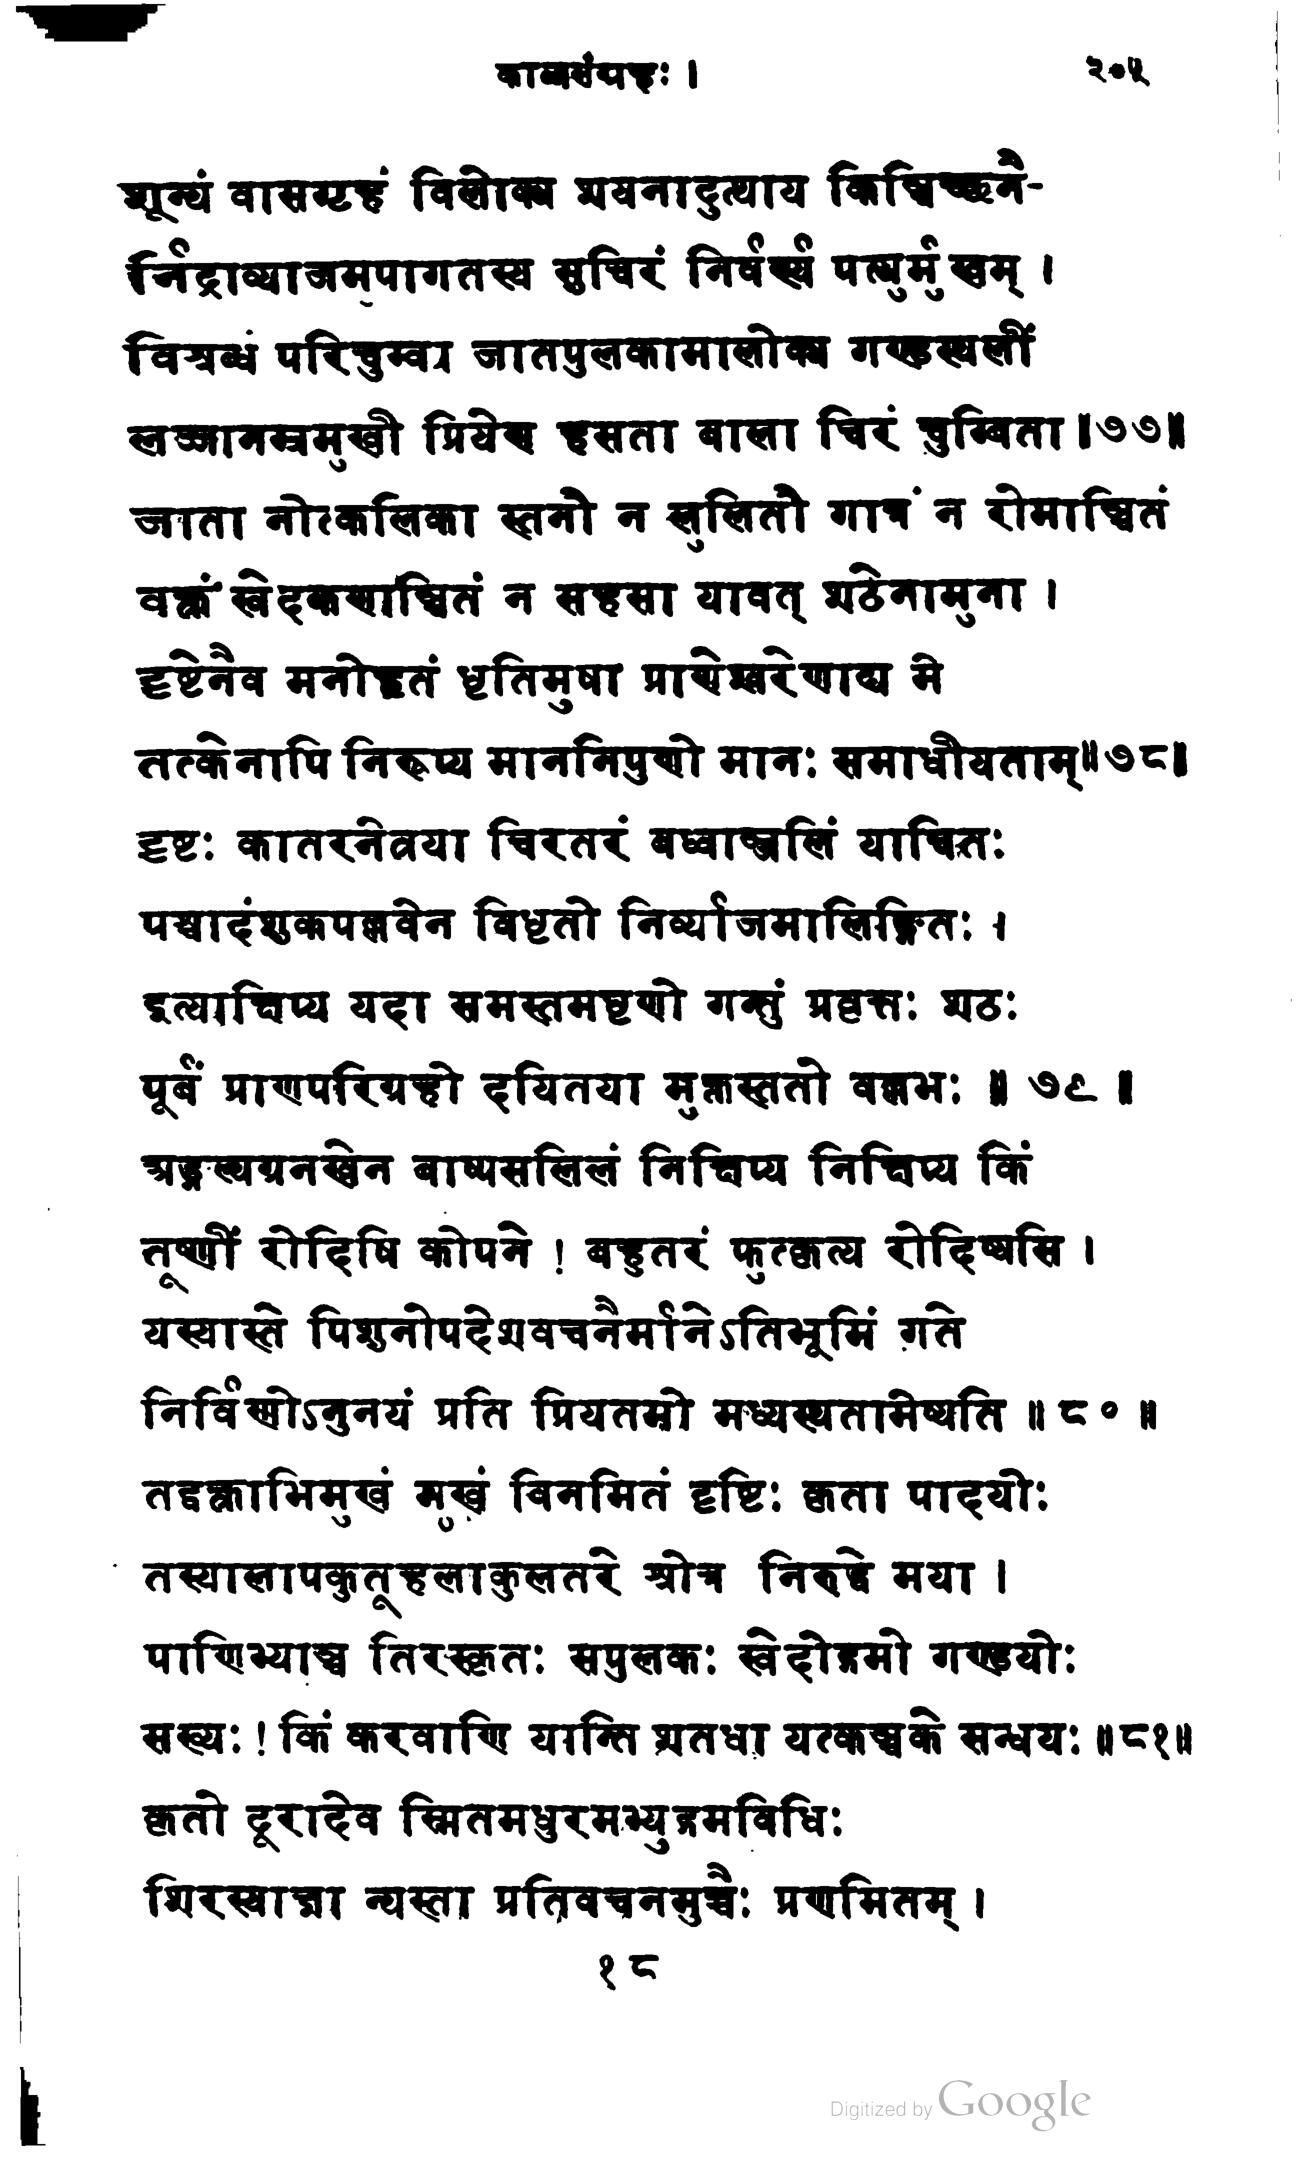 काव्यसंग्रहः । २०५
शून्यं वासगृहं विलोक्य शयनादुत्थाय किञ्चिच्छनै-
र्निद्राव्याजमुपागतस्य सुचिरं निर्वर्ण्य पत्युर्मुखम् ।
विश्रब्धं परिचुम्ब्य जातपुलकामालोक्य गण्डस्थलीं
लज्जानम्रमुखी प्रियेण हसता बाला चिरं चुम्बिता ॥७७॥
जाता नोत्कलिका स्तनौ न लुलितौ गात्रं न रोमाञ्चितं
वक्त्रं स्वेदकणाञ्चितं न सहसा यावत् शठेनामुना ।
दृष्टेनैव मनोहृतं धृतिमुषा प्राणेश्वरेणाद्य मे
तत्केनापि निरूप्य माननिपुणो मानः समाधीयताम्॥७८॥
दृष्टः कातरनेत्रया चिरतरं बध्वाञ्जलिं याचितः
पश्चादंशुकपल्लवेन विधृतो निर्व्याजमालिङ्गितः ।
इत्याक्षिप्य यदा समस्तमघृणो गन्तुं प्रवृत्तः शठः
पूर्वं प्राणपरिग्रहो दयितया मुक्तस्ततो वल्लभः ॥ ७९ ॥
अङ्गुल्यग्रनखेन बाष्पसलिलं निक्षिप्य निक्षिप्य किं
तूष्णीं रोदिषि कोपने ! बहुतरं फुत्कृत्य रोदिष्यसि ।
यस्यास्ते पिशुनोपदेशवचनैर्मानेऽतिभूमिं गते
निर्विणोऽनुनयं प्रति प्रियतमो मध्यस्थतामेष्यति ॥ ८० ॥
तद्वक्त्राभिमुखं मुखं विनमितं दृष्टिः कृता पादयोः
तस्यालापकुतूहलाकुलतरे श्रोत्र निरुद्धे मया ।
पाणिभ्याञ्च तिरस्कृतः सपुलकः स्वेदोद्गमो गण्डयोः
सख्यः ! किं करवाणि यान्ति शतधा यत्कञ्चुके सन्धयः ॥८१॥
कृतो दूरादेव स्मितमधुरमभ्युद्गमविधिः
शिरस्याज्ञा न्यस्ता प्रतिवचनमुच्चैः प्रणमितम् ।
१८
Digitized by Google